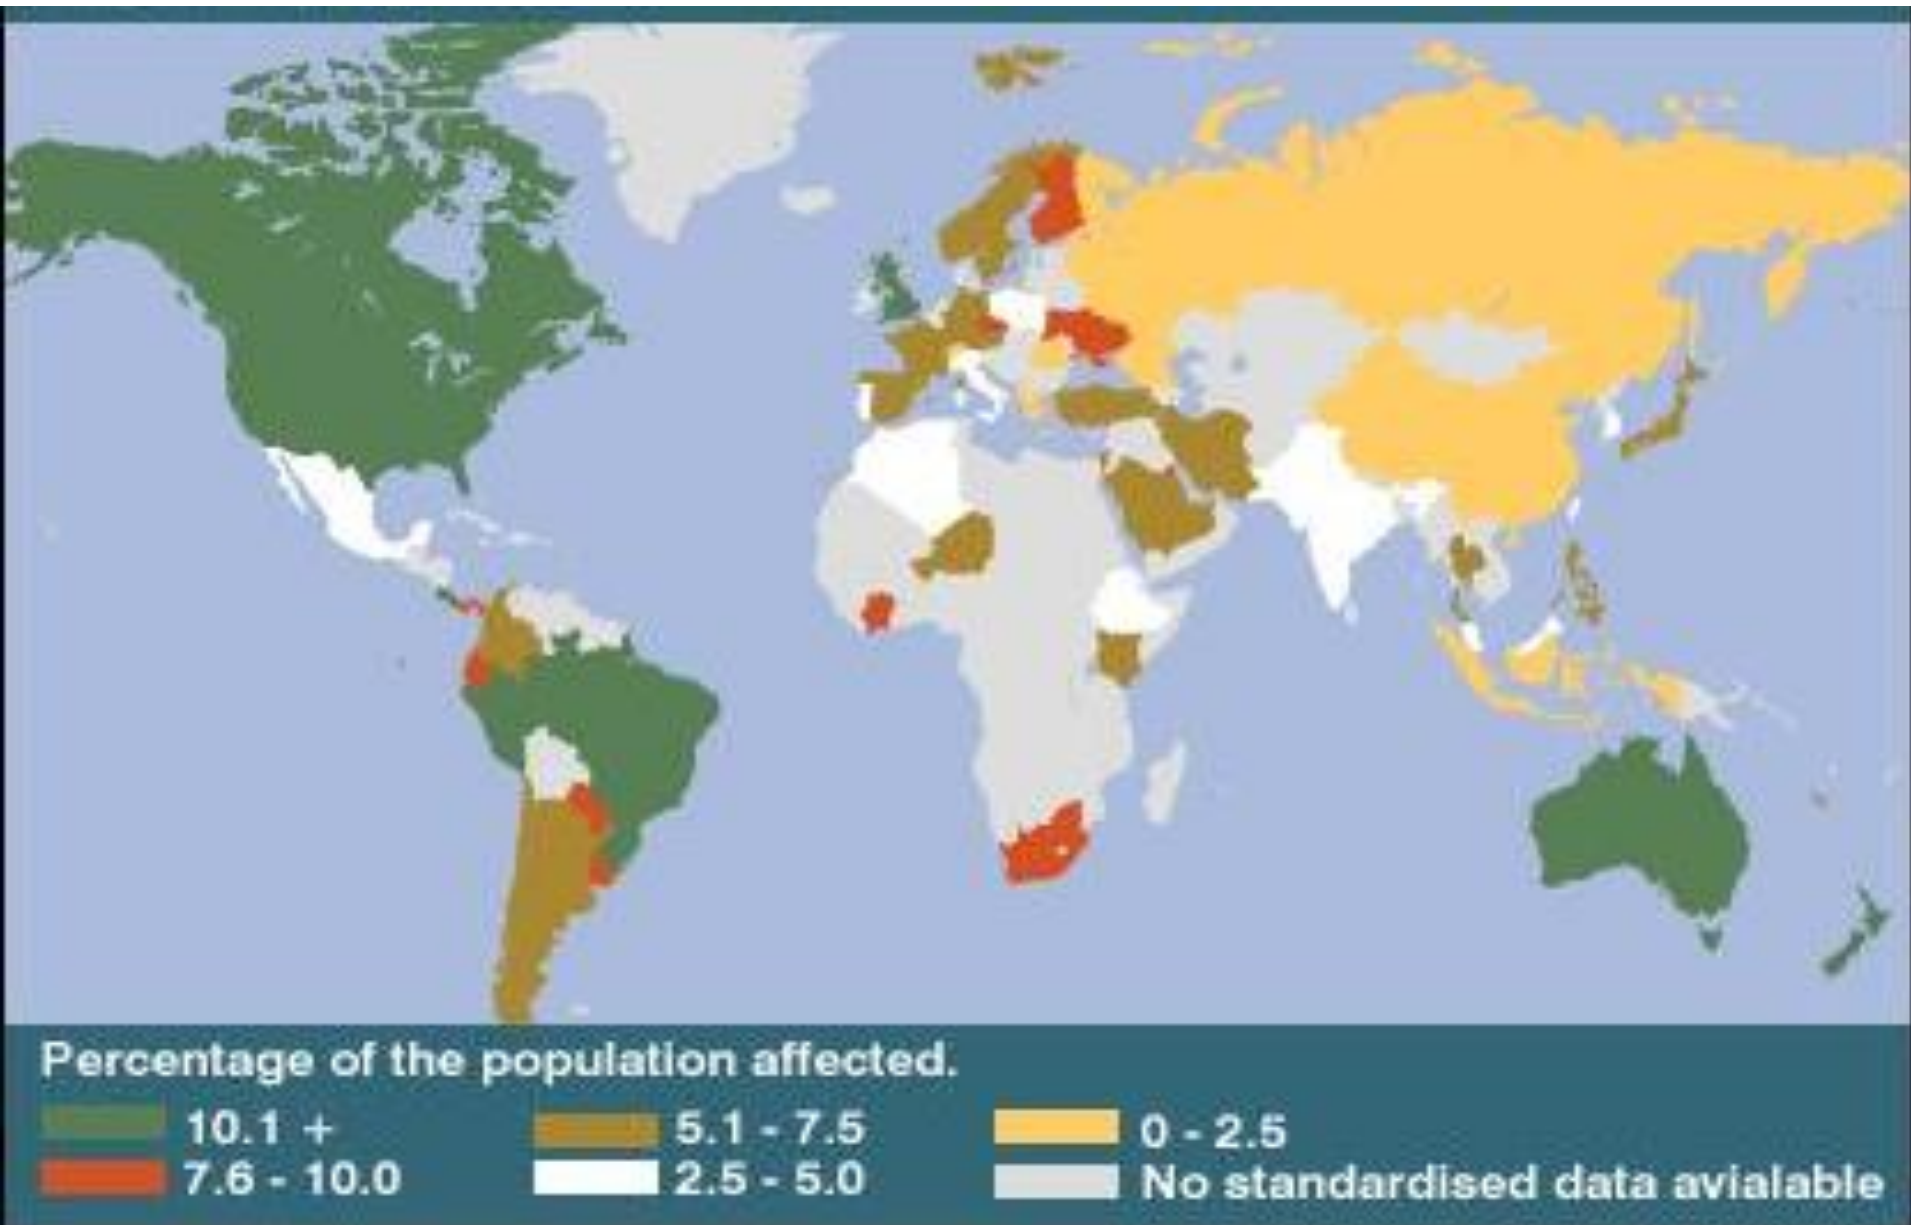 Percentage of the population affected.
10.1 +
5.1 - 7.5
0 - 2.5
7.6 - 10.0
2.5 - 5.0
No standardised data avialable